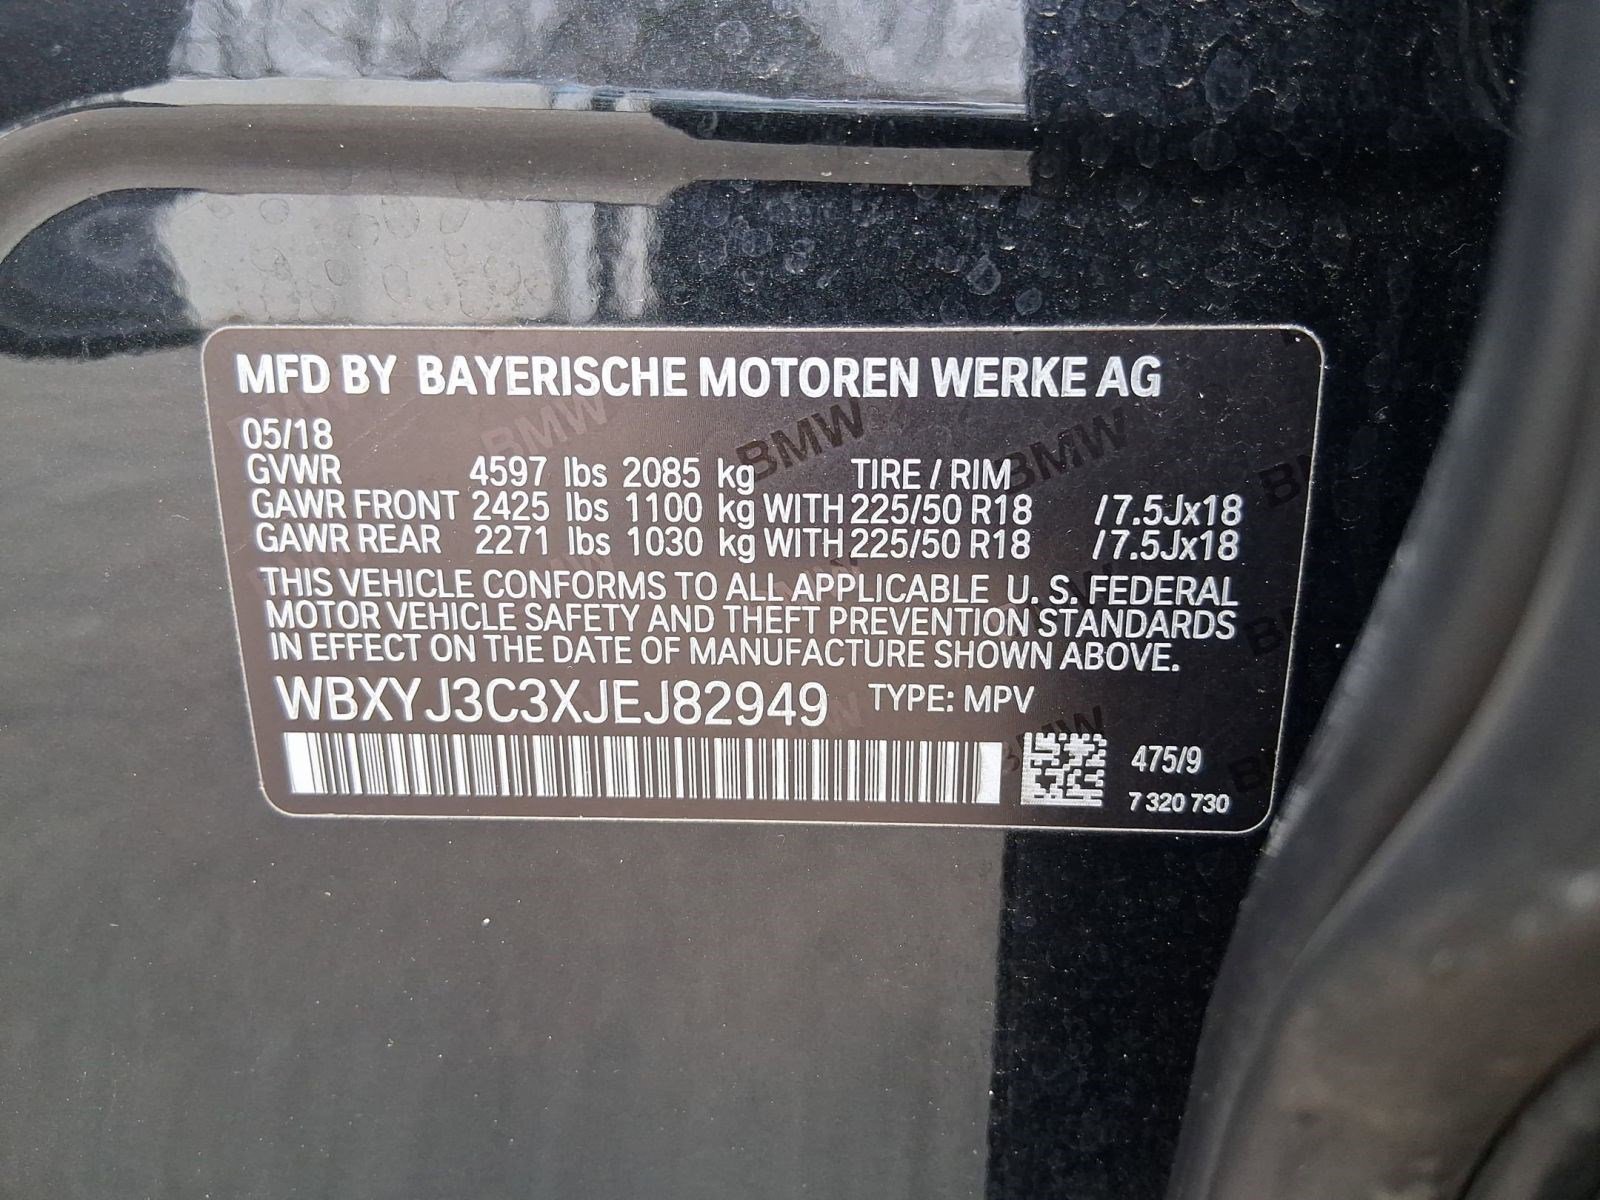 MFD BY BAYERISCHE MOTOREN WERKE AG
05/18
GVWR 4597 lbs 2085 kg TIRE / RIM
GAWR FRONT 2425 lbs 1100 kg WITH 225/50 R18 /7.5Jx18
GAWR REAR 2271 lbs 1030 kg WITH 225/50 R18 /7.5Jx18
THIS VEHICLE CONFORMS TO ALL APPLICABLE U. S. FEDERAL
MOTOR VEHICLE SAFETY AND THEFT PREVENTION STANDARDS
IN EFFECT ON THE DATE OF MANUFACTURE SHOWN ABOVE.
WBXYJ3C3XJEJ82949 TYPE: MPV
475/9
7 320 730
BMW BMW BMW